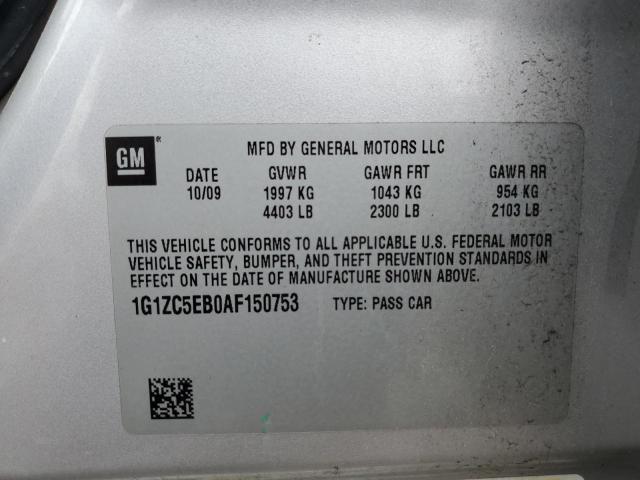 GM®
MFD BY GENERAL MOTORS LLC
DATE GVWR GAWR FRT GAWR RR
10/09 1997 KG 1043 KG 954 KG
4403 LB 2300 LB 2103 LB
THIS VEHICLE CONFORMS TO ALL APPLICABLE U.S. FEDERAL MOTOR
VEHICLE SAFETY, BUMPER, AND THEFT PREVENTION STANDARDS IN
EFFECT ON THE DATE OF MANUFACTURE SHOWN ABOVE.
1G1ZC5EB0AF150753 TYPE: PASS CAR